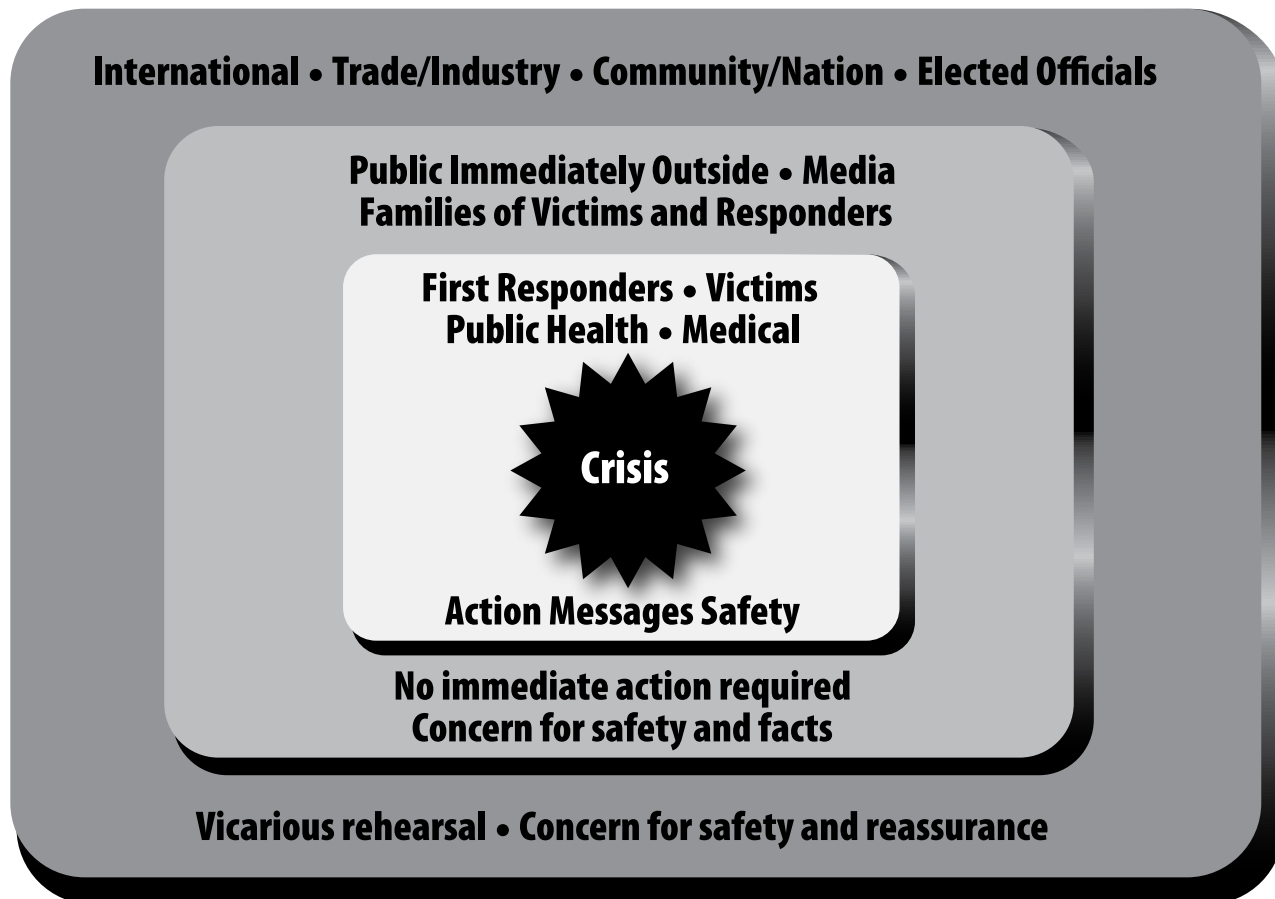 International • Trade/Industry • Community/Nation • Elected Officials
Public Immediately Outside • Media
Families of Victims and Responders
First Responders • Victims
Public Health • Medical
Crisis
Action Messages Safety
No immediate action required
Concern for safety and facts
Vicarious rehearsal • Concern for safety and reassurance